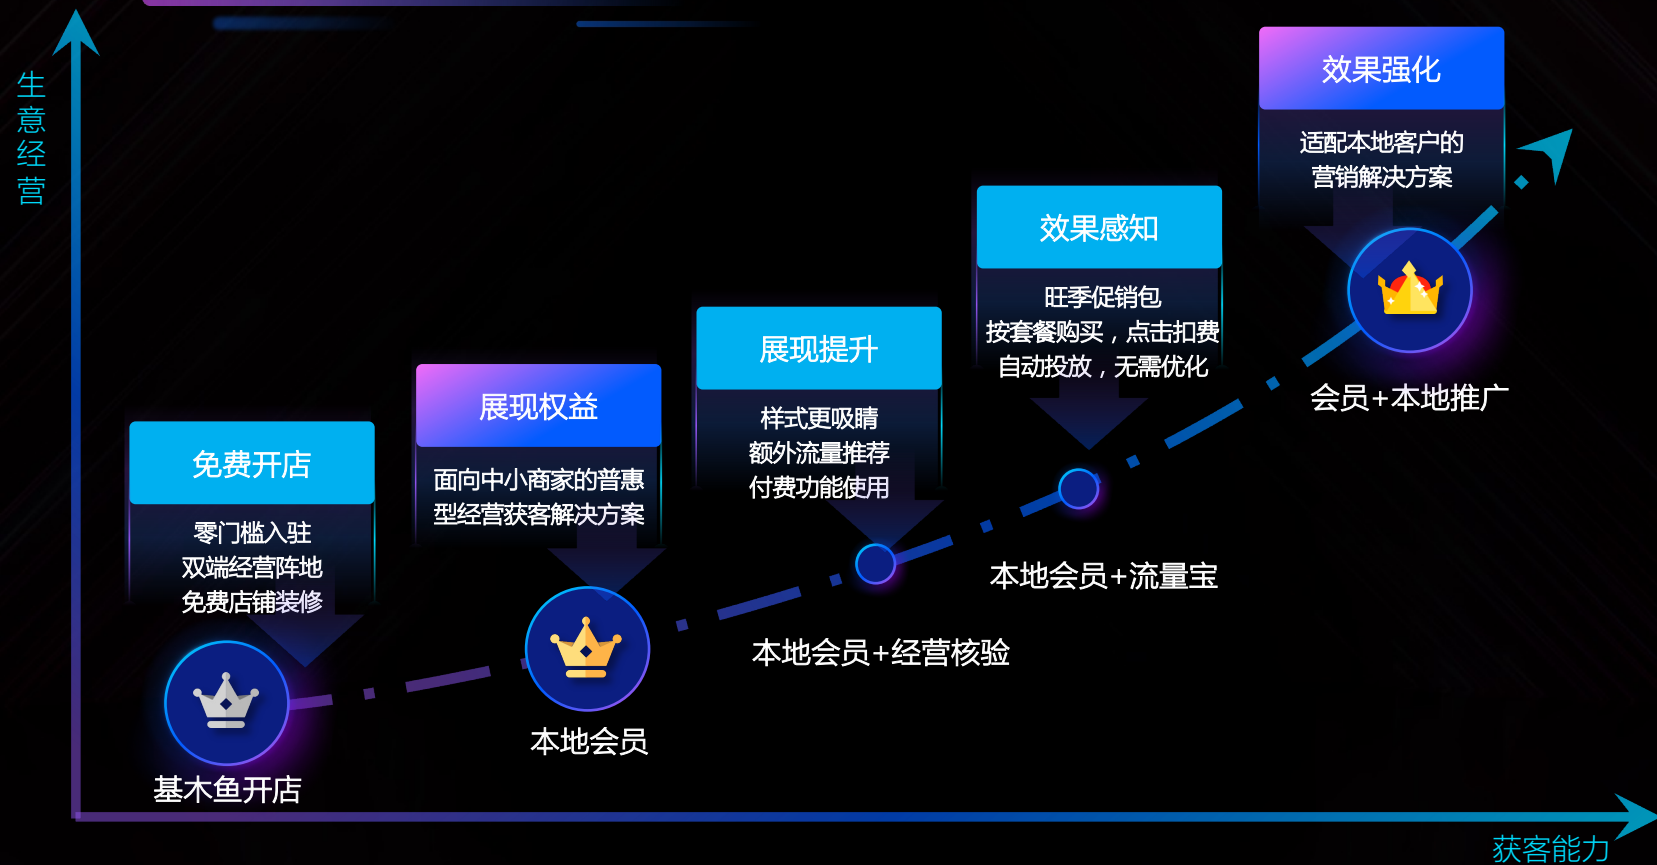 生意经营
免费开店
零门槛入驻
双端经营阵地
免费店铺装修
基木鱼开店
展现权益
面向中小商家的普惠
型经营获客解决方案
本地会员
展现提升
样式更吸睛
额外流量推荐
付费功能使用
本地会员+经营核验
效果感知
旺季促销包
按套餐购买，点击扣费
自动投放，无需优化
本地会员+流量宝
效果强化
适配本地客户的
营销解决方案
会员+本地推广
获客能力